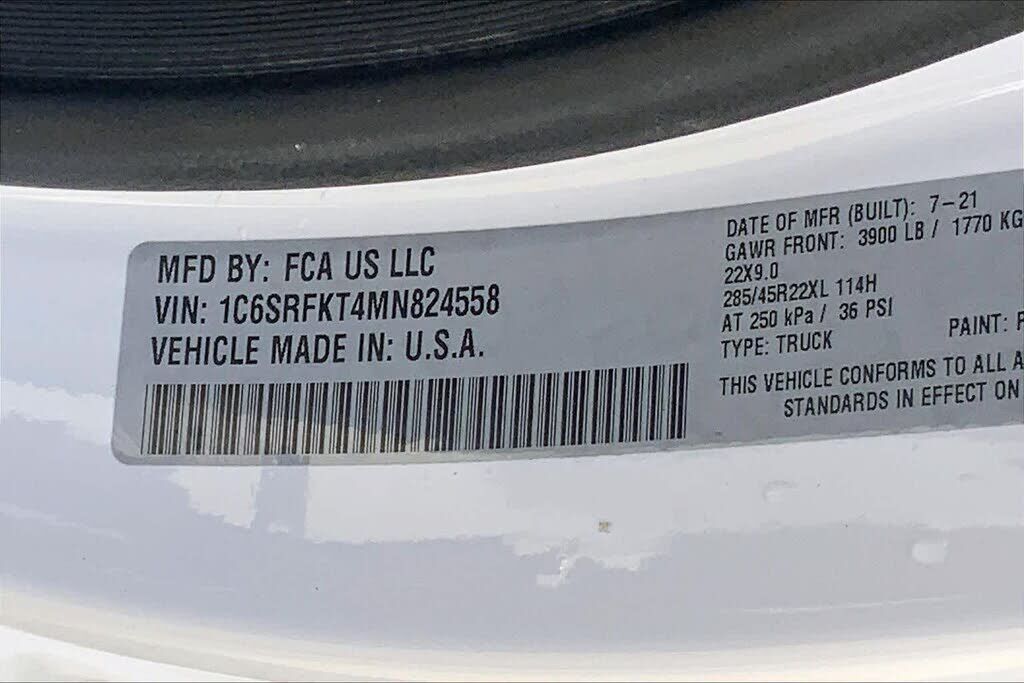 MFD BY: FCA US LLC
VIN: 1C6SRFKT4MN824558
VEHICLE MADE IN: U.S.A.
DATE OF MFR (BUILT): 7-21
GAWR FRONT: 3900 LB / 1770 KG
22X9.0
285/45R22XL 114H
AT 250 kPa / 36 PSI
TYPE: TRUCK PAINT:
THIS VEHICLE CONFORMS TO ALL A
STANDARDS IN EFFECT ON